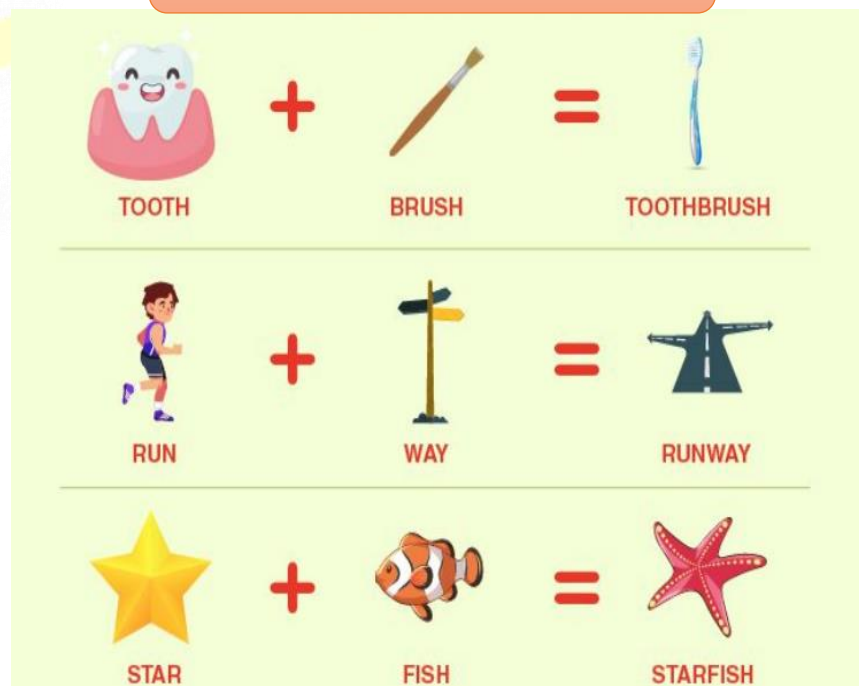 TOOTH + BRUSH = TOOTHBRUSH
RUN + WAY = RUNWAY
STAR + FISH = STARFISH